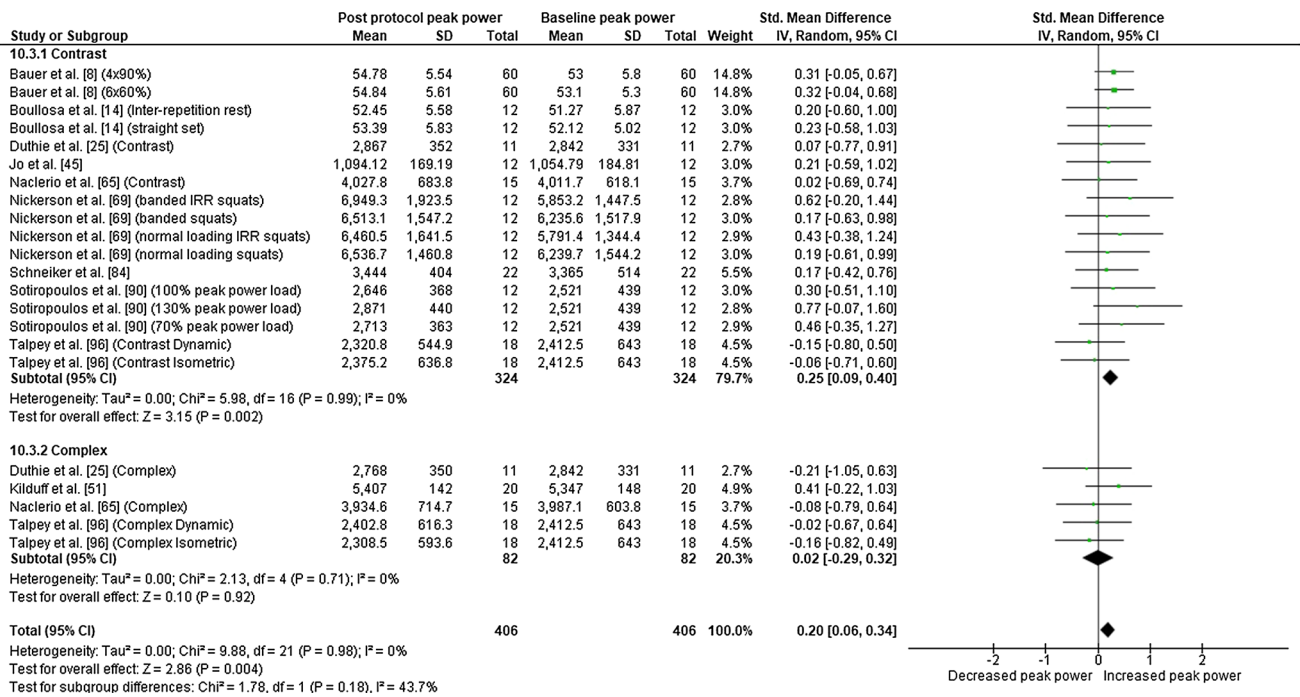 Post protocol peak power Baseline peak power Std. Mean Difference Std. Mean Difference
Study or Subgroup Mean SD Total Mean SD Total Weight IV, Random, 95% CI IV, Random, 95% CI
10.3.1 Contrast
Bauer et al. [8] (4x90%) 54.78 5.54 60 53 5.8 60 14.8% 0.31 [-0.05, 0.67]
Bauer et al. [8] (6x60%) 54.84 5.61 60 53.1 5.3 60 14.8% 0.32 [-0.04, 0.68]
Boullosa et al. [14] (Inter-repetition rest) 52.45 5.58 12 51.27 5.87 12 3.0% 0.20 [-0.60, 1.00]
Boullosa et al. [14] (straight set) 53.39 5.83 12 52.12 5.02 12 3.0% 0.23 [-0.58, 1.03]
Duthie et al. [25] (Contrast) 2,867 352 11 2,842 331 11 2.7% 0.07 [-0.77, 0.91]
Jo et al. [45] 1,094.12 169.19 12 1,054.79 184.81 12 3.0% 0.21 [-0.59, 1.02]
Naclerio et al. [65] (Contrast) 4,027.8 683.8 15 4,011.7 618.1 15 3.7% 0.02 [-0.69, 0.74]
Nickerson et al. [69] (banded IRR squats) 6,949.3 1,923.5 12 5,853.2 1,447.5 12 2.8% 0.62 [-0.20, 1.44]
Nickerson et al. [69] (banded squats) 6,513.1 1,547.2 12 6,235.6 1,517.9 12 3.0% 0.17 [-0.63, 0.98]
Nickerson et al. [69] (normal loading IRR squats) 6,460.5 1,641.5 12 5,791.4 1,344.4 12 2.9% 0.43 [-0.38, 1.24]
Nickerson et al. [69] (normal loading squats) 6,536.7 1,460.8 12 6,239.7 1,544.2 12 3.0% 0.19 [-0.61, 0.99]
Schneiker et al. [84] 3,444 404 22 3,365 514 22 5.5% 0.17 [-0.42, 0.76]
Sotiropoulos et al. [90] (100% peak power load) 2,646 368 12 2,521 439 12 3.0% 0.30 [-0.51, 1.10]
Sotiropoulos et al. [90] (130% peak power load) 2,871 440 12 2,521 439 12 2.8% 0.77 [-0.07, 1.60]
Sotiropoulos et al. [90] (70% peak power load) 2,713 363 12 2,521 439 12 2.9% 0.46 [-0.35, 1.27]
Talpey et al. [96] (Contrast Dynamic) 2,320.8 544.9 18 2,412.5 643 18 4.5% -0.15 [-0.80, 0.50]
Talpey et al. [96] (Contrast Isometric) 2,375.2 636.8 18 2,412.5 643 18 4.5% -0.06 [-0.71, 0.60]
Subtotal (95% CI) 324 324 79.7% 0.25 [0.09, 0.40]
Heterogeneity: Tau² = 0.00; Chi² = 5.98, df = 16 (P = 0.99); I² = 0%
Test for overall effect: Z = 3.15 (P = 0.002)
10.3.2 Complex
Duthie et al. [25] (Complex) 2,768 350 11 2,842 331 11 2.7% -0.21 [-1.05, 0.63]
Kilduff et al. [51] 5,407 142 20 5,347 148 20 4.9% 0.41 [-0.22, 1.03]
Naclerio et al. [65] (Complex) 3,934.6 714.7 15 3,987.1 603.8 15 3.7% -0.08 [-0.79, 0.64]
Talpey et al. [96] (Complex Dynamic) 2,402.8 616.3 18 2,412.5 643 18 4.5% -0.02 [-0.67, 0.64]
Talpey et al. [96] (Complex Isometric) 2,308.5 593.6 18 2,412.5 643 18 4.5% -0.16 [-0.82, 0.49]
Subtotal (95% CI) 82 82 20.3% 0.02 [-0.29, 0.32]
Heterogeneity: Tau² = 0.00; Chi² = 2.13, df = 4 (P = 0.71); I² = 0%
Test for overall effect: Z = 0.10 (P = 0.92)
Total (95% CI) 406 406 100.0% 0.20 [0.06, 0.34]
Heterogeneity: Tau² = 0.00; Chi² = 9.88, df = 21 (P = 0.98); I² = 0%
Test for overall effect: Z = 2.86 (P = 0.004)
Test for subgroup differences: Chi² = 1.78, df = 1 (P = 0.18), I² = 43.7%
-2 -1 0 1 2
Decreased peak power Increased peak power